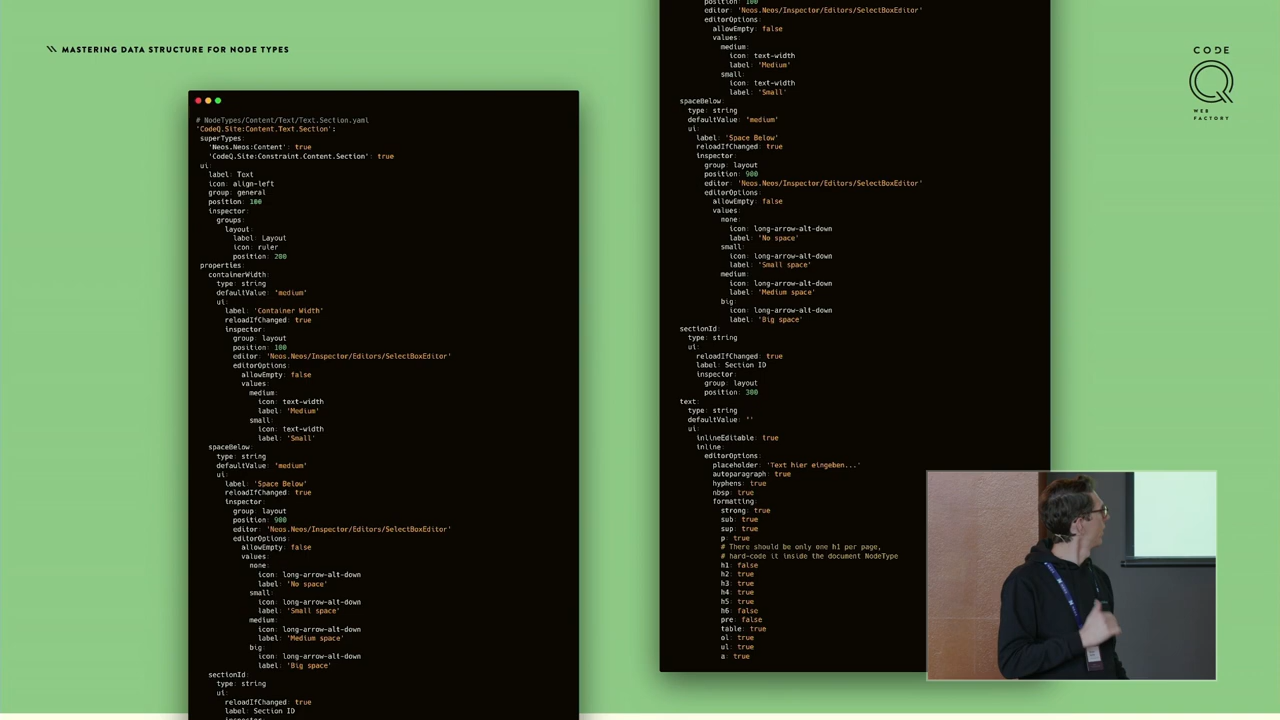 MASTERING DATA STRUCTURE FOR NODE TYPES
# NodeTypes/Content/Text/Text.Section.yaml
'CodeQ.Site:Content.Text.Section':
superTypes:
'Neos.Neos:Content': true
'CodeQ.Site:Constraint.Content.Section': true
ui:
label: Text
icon: align-left
group: general
position: 100
inspector:
groups:
layout:
label: Layout
icon: ruler
position: 200
properties:
containerWidth:
type: string
defaultValue: 'medium'
ui:
label: 'Container Width'
reloadIfChanged: true
inspector:
group: layout
position: 100
editor: 'Neos.Neos/Inspector/Editors/SelectBoxEditor'
editorOptions:
allowEmpty: false
values:
medium:
icon: text-width
label: 'Medium'
small:
icon: text-width
label: 'Small'
spaceBelow:
type: string
defaultValue: 'medium'
ui:
label: 'Space Below'
reloadIfChanged: true
inspector:
group: layout
position: 900
editor: 'Neos.Neos/Inspector/Editors/SelectBoxEditor'
editorOptions:
allowEmpty: false
values:
none:
icon: long-arrow-alt-down
label: 'No space'
small:
icon: long-arrow-alt-down
label: 'Small space'
medium:
icon: long-arrow-alt-down
label: 'Medium space'
big:
icon: long-arrow-alt-down
label: 'Big space'
sectionId:
type: string
ui:
reloadIfChanged: true
label: Section ID
inspector:
position: 100
editor: 'Neos.Neos/Inspector/Editors/SelectBoxEditor'
editorOptions:
allowEmpty: false
values:
medium:
icon: text-width
label: 'Medium'
small:
icon: text-width
label: 'Small'
spaceBelow:
type: string
defaultValue: 'medium'
ui:
label: 'Space Below'
reloadIfChanged: true
inspector:
group: layout
position: 900
editor: 'Neos.Neos/Inspector/Editors/SelectBoxEditor'
editorOptions:
allowEmpty: false
values:
none:
icon: long-arrow-alt-down
label: 'No space'
small:
icon: long-arrow-alt-down
label: 'Small space'
medium:
icon: long-arrow-alt-down
label: 'Medium space'
big:
icon: long-arrow-alt-down
label: 'Big space'
sectionId:
type: string
ui:
reloadIfChanged: true
label: Section ID
inspector:
group: layout
position: 300
text:
type: string
defaultValue: ''
ui:
inlineEditable: true
inline:
editorOptions:
placeholder: 'Text hier eingeben...'
autoparagraph: true
hyphens: true
nbsp: true
formatting:
strong: true
sub: true
sup: true
p: true
# There should be only one h1 per page,
# hard-code it inside the document NodeType
h1: false
h2: true
h3: true
h4: true
h5: true
h6: false
pre: false
table: true
ol: true
ul: true
a: true
CODE
Q
WEB
FACTORY